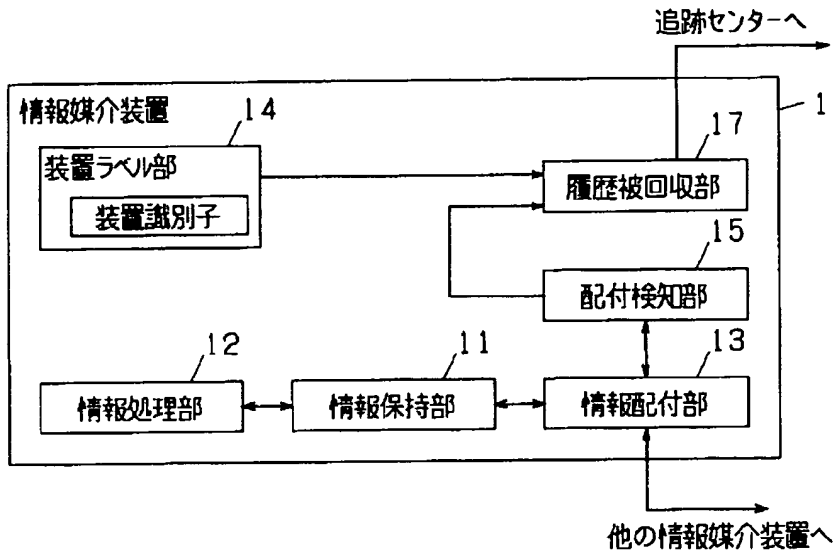 追跡センターへ
情報媒介装置
1
14
17
装置ラベル部
履歴被回収部
装置識別子
15
配付検知部
12
11
13
情報処理部
情報保持部
情報配付部
他の情報媒介装置へ